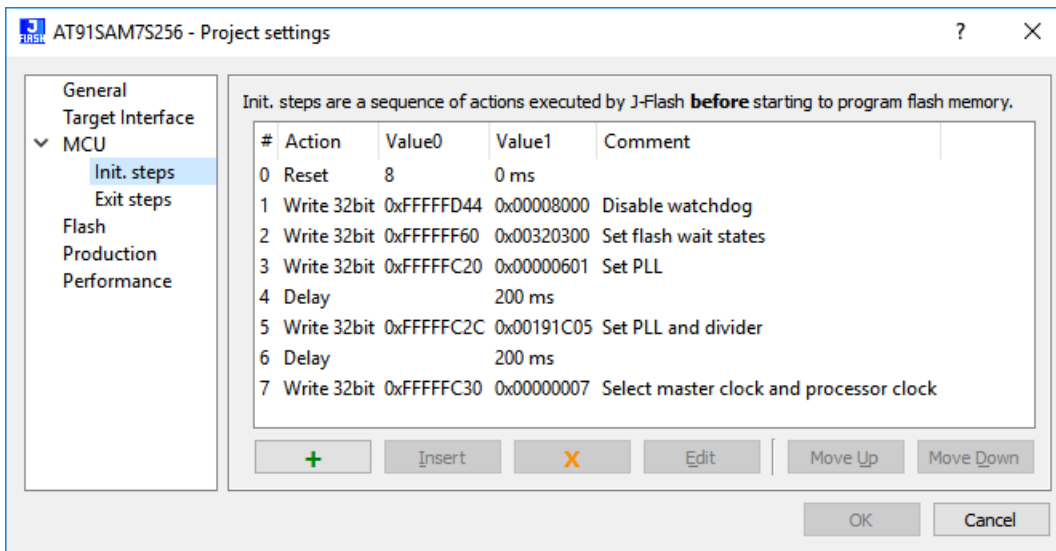 J
FLASH
AT91SAM7S256 - Project settings
?
General
Target Interface
MCU
Init. steps
Exit steps
Flash
Production
Performance
Init. steps are a sequence of actions executed by J-Flash before starting to program flash memory.
# Action Value0 Value1 Comment
0 Reset 8 0 ms
1 Write 32bit 0xFFFFFD44 0x00008000 Disable watchdog
2 Write 32bit 0xFFFFFF60 0x00320300 Set flash wait states
3 Write 32bit 0xFFFFFC20 0x00000601 Set PLL
4 Delay 200 ms
5 Write 32bit 0xFFFFFC2C 0x00191C05 Set PLL and divider
6 Delay 200 ms
7 Write 32bit 0xFFFFFC30 0x00000007 Select master clock and processor clock
+ Insert X Edit Move Up Move Down
OK Cancel